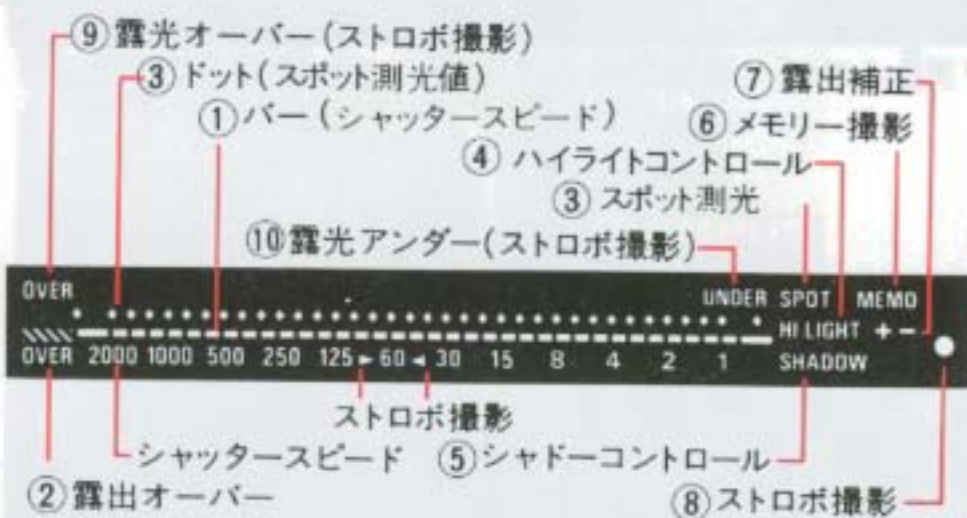 ⑨露光オーバー(ストロボ撮影)
③ドット(スポット測光値)
⑦露出補正
①バー(シャッタースピード)
⑥メモリー撮影
④ハイライトコントロール
③スポット測光
⑩露光アンダー(ストロボ撮影)
OVER UNDER SPOT MEMO
HI LIGHT + −
OVER 2000 1000 500 250 125 ► 60 ◄ 30 15 8 4 2 1 SHADOW
ストロボ撮影
シャッタースピード ⑤シャドーコントロール
②露出オーバー ⑧ストロボ撮影